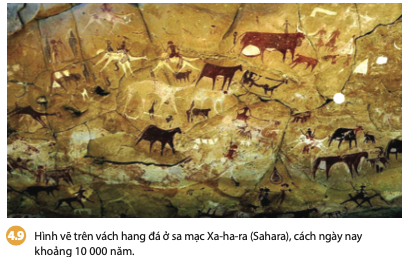 4.9 Hình vẽ trên vách hang đá ở sa mạc Xa-ha-ra (Sahara), cách ngày nay
khoảng 10 000 năm.